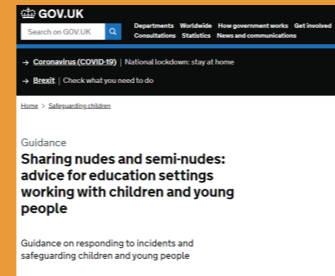 GOV.UK
Search on GOV.UK
Departments Worldwide How government works Get involved
Consultations Statistics News and communications
→ Coronavirus (COVID-19) | National lockdown: stay at home
→ Brexit | Check what you need to do
Home > Safeguarding children
Guidance
Sharing nudes and semi-nudes:
advice for education settings
working with children and young
people
Guidance on responding to incidents and
safeguarding children and young people